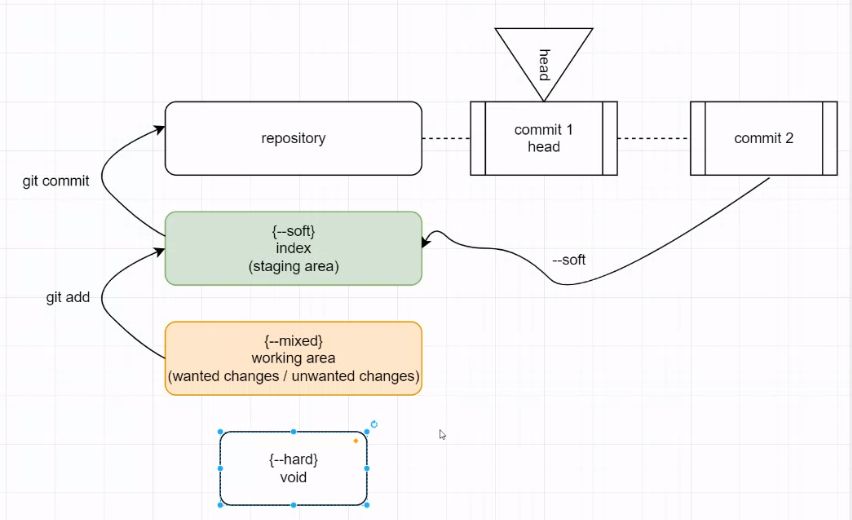 head
repository
commit 1
head
commit 2
git commit
{--soft}
index
(staging area)
--soft
git add
{--mixed}
working area
(wanted changes / unwanted changes)
{--hard}
void